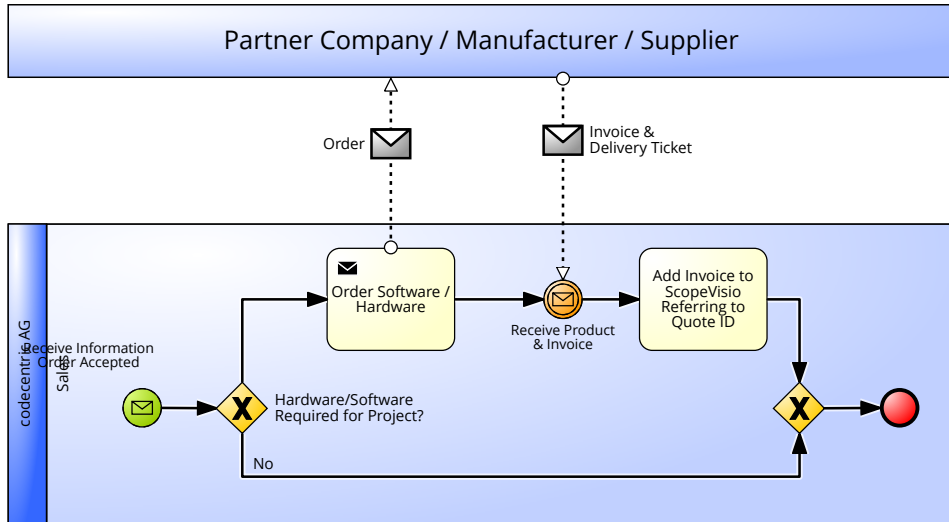 Partner Company / Manufacturer / Supplier
Order
Invoice &
Delivery Ticket
codecentric AG
Sales
Order Software /
Hardware
Receive Product
& Invoice
Add Invoice to
ScopeVisio
Referring to
Quote ID
Receive Information
Order Accepted
Hardware/Software
Required for Project?
No